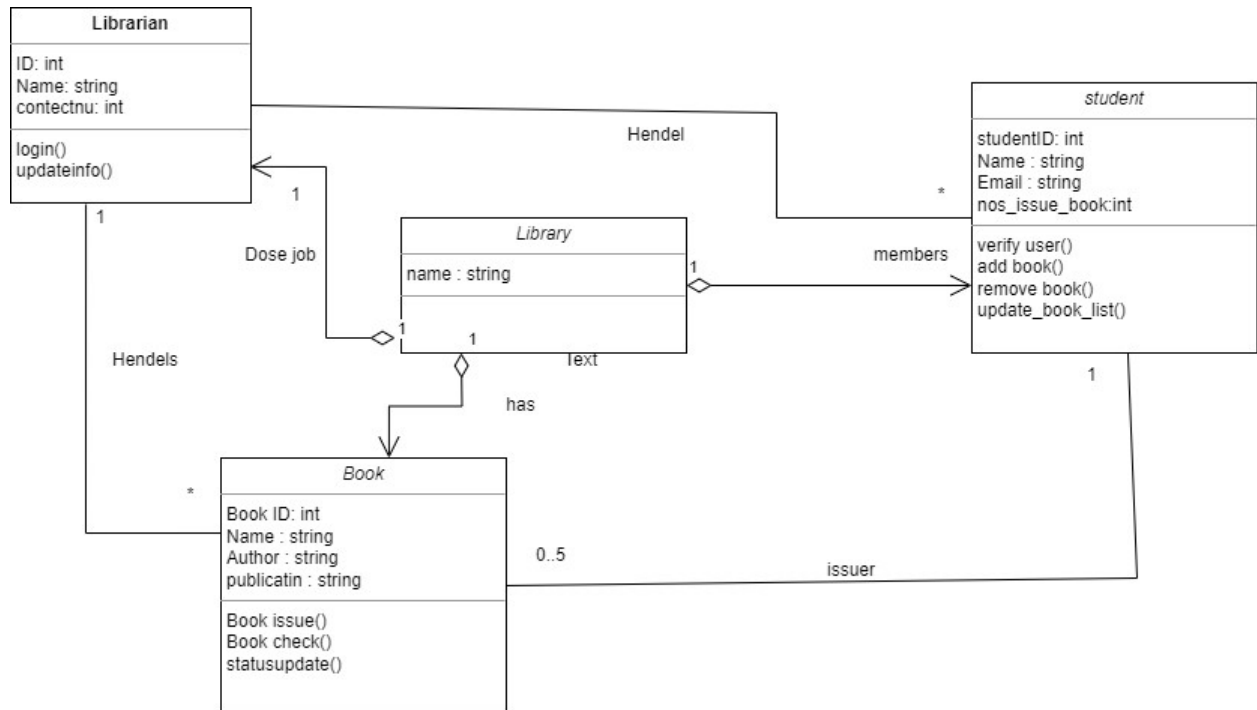 Librarian
ID: int
Name: string
contectnu: int
login()
updateinfo()
1
Hendel
*
student
studentID: int
Name : string
Email : string
nos_issue_book:int
verify user()
add book()
remove book()
update_book_list()
1
1
Dose job
Library
name : string
1
members
1
1
Text
has
Hendels
*
Book
Book ID: int
Name : string
Author : string
publicatin : string
Book issue()
Book check()
statusupdate()
0..5
issuer
1